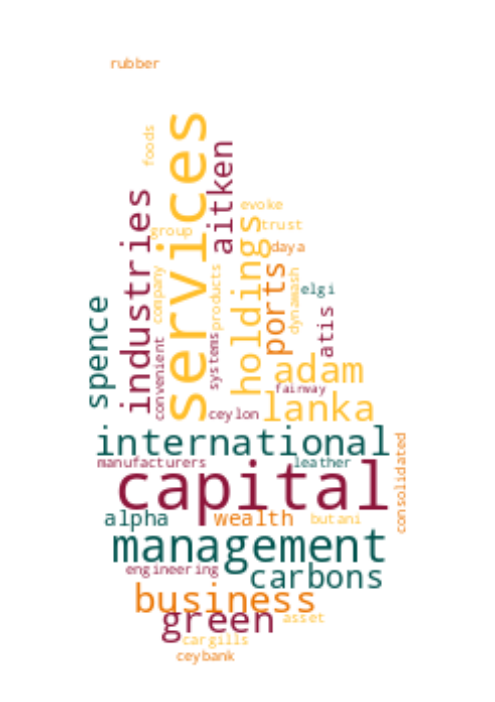 rubber
foods
services
aitken
industries
evoke
group
trust
holdings
daya
company
products
ports
dynawash
elgi
spence
convenient
systems
atis
adam
fairway
lanka
ceylon
international
consolidated
manufacturers
leather
capital
alpha
wealth
butani
management
engineering
carbons
business
green
asset
cargills
ceybank